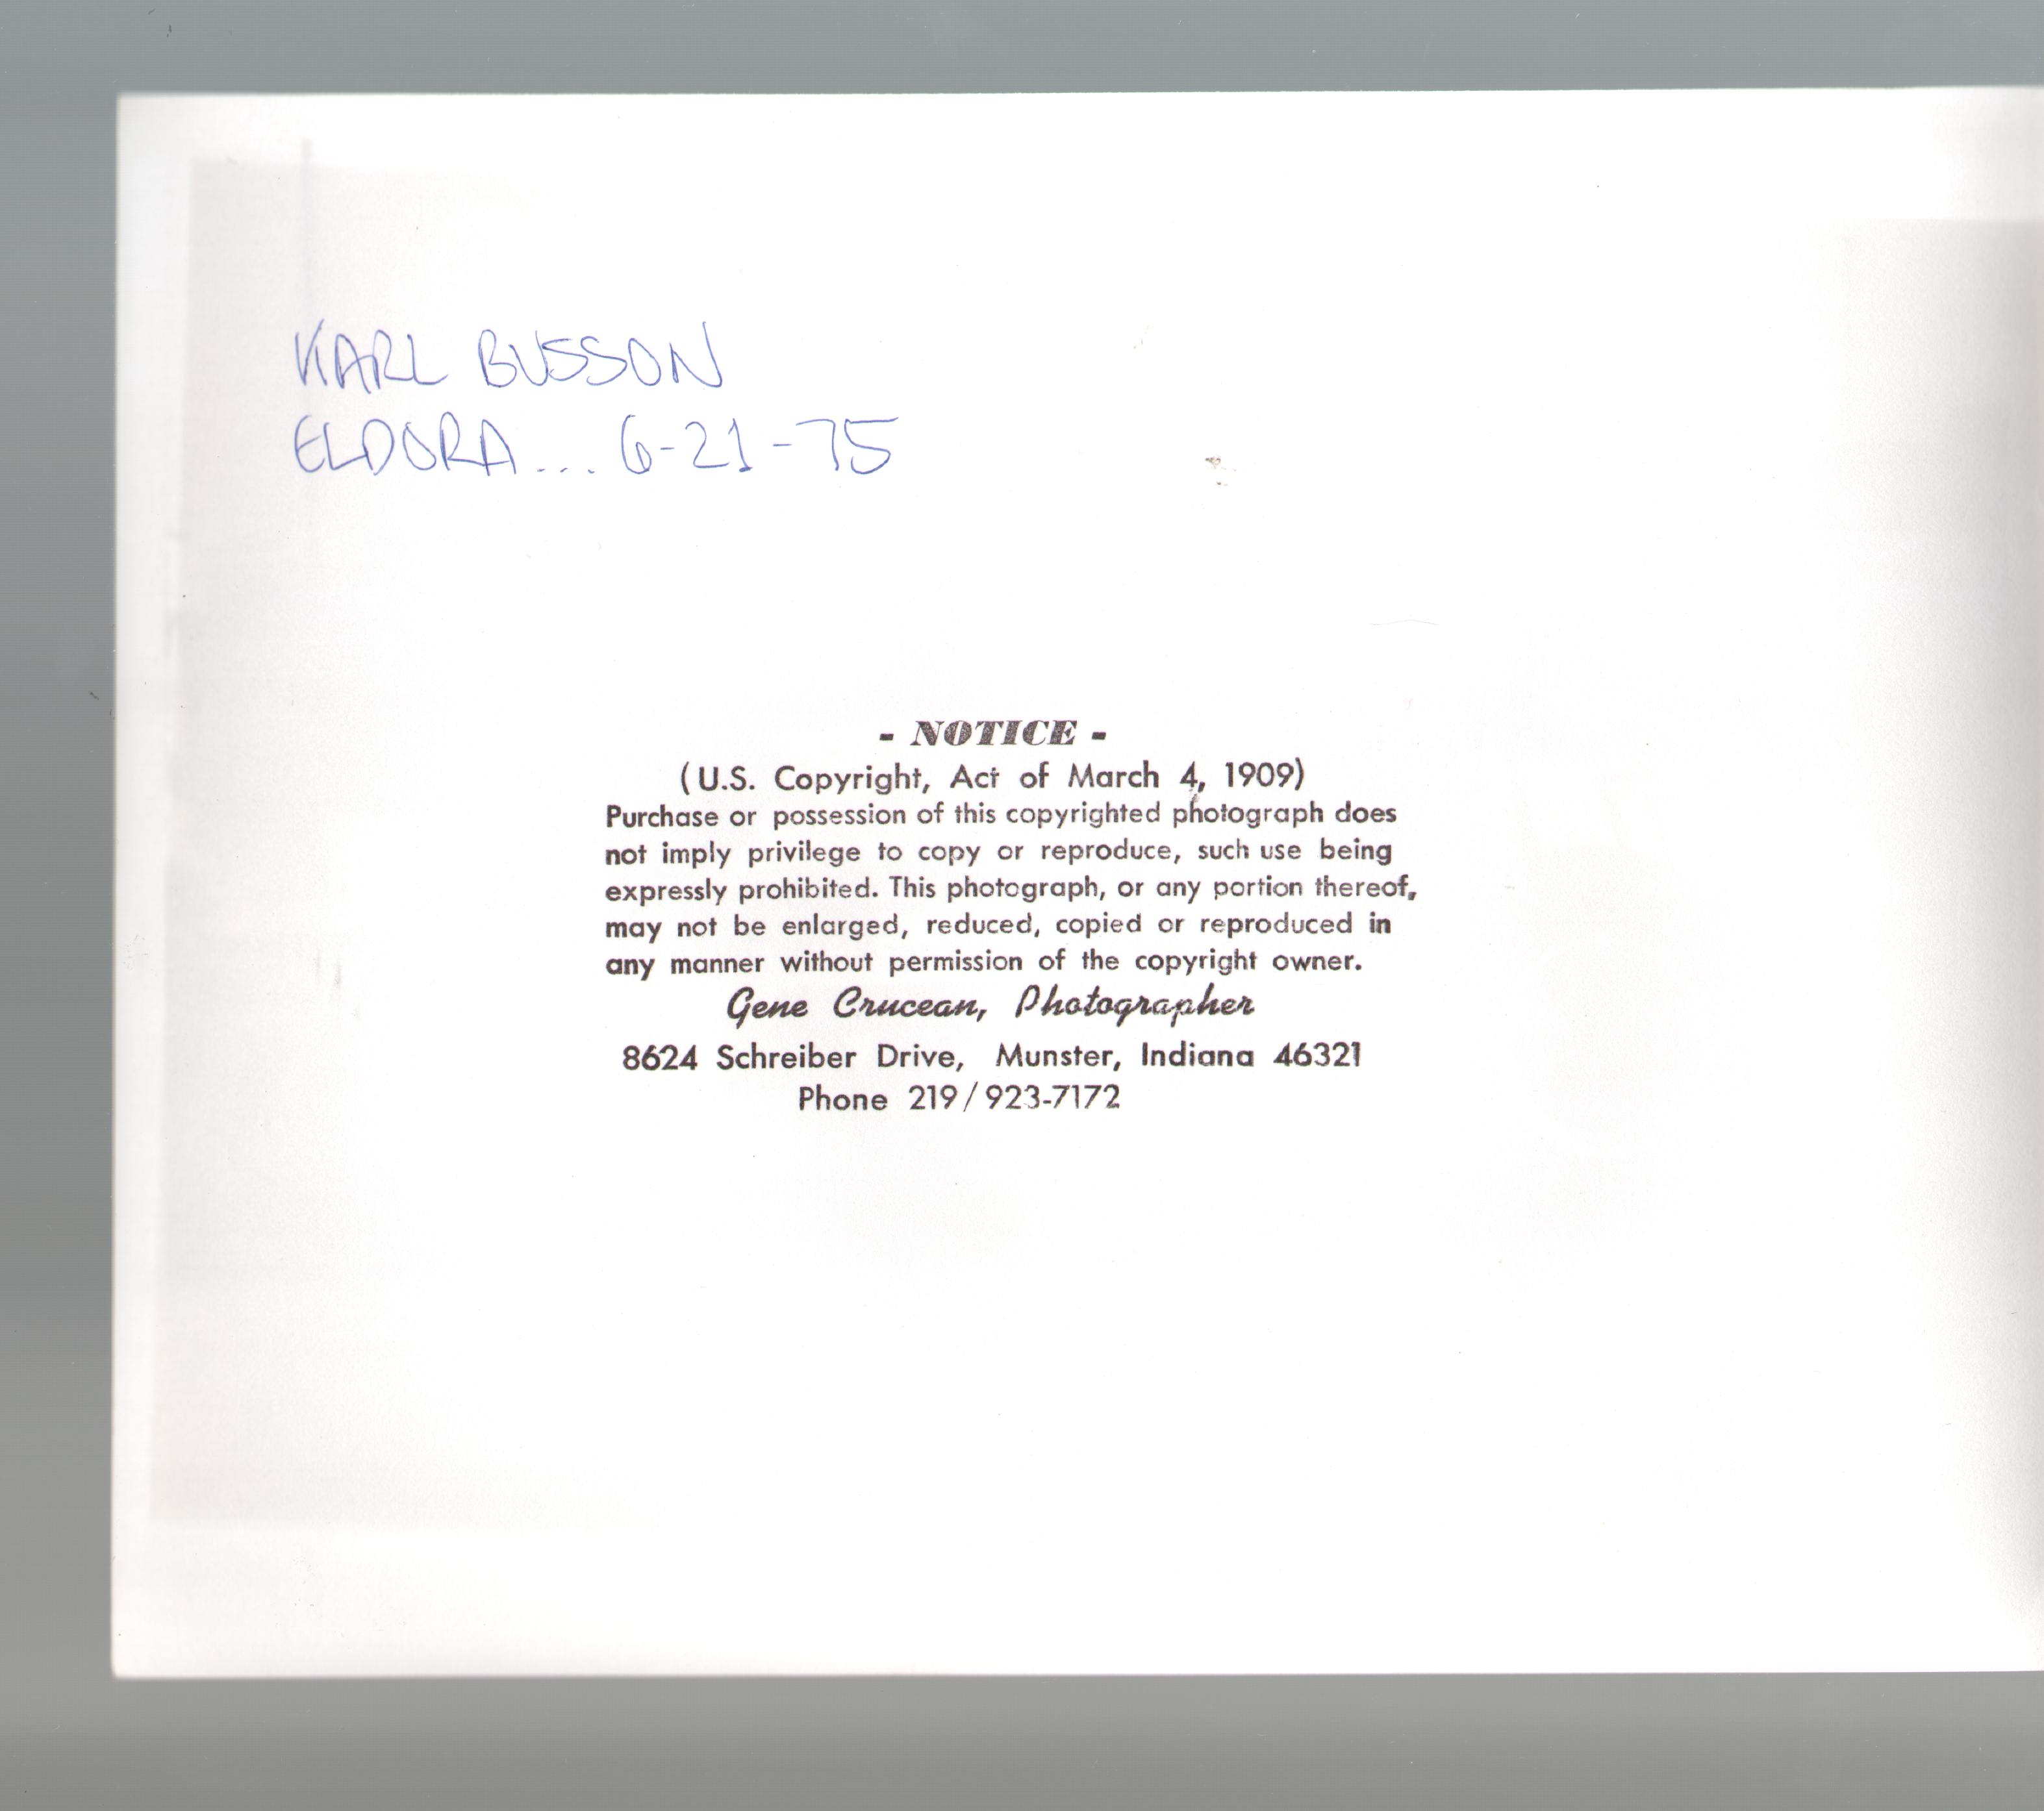 KARL BUSSON
ELDORA... 6-21-75
- NOTICE -
(U.S. Copyright, Act of March 4, 1909)
Purchase or possession of this copyrighted photograph does
not imply privilege to copy or reproduce, such use being
expressly prohibited. This photograph, or any portion thereof,
may not be enlarged, reduced, copied or reproduced in
any manner without permission of the copyright owner.
Gene Crucean, Photographer
8624 Schreiber Drive, Munster, Indiana 46321
Phone 219/923-7172